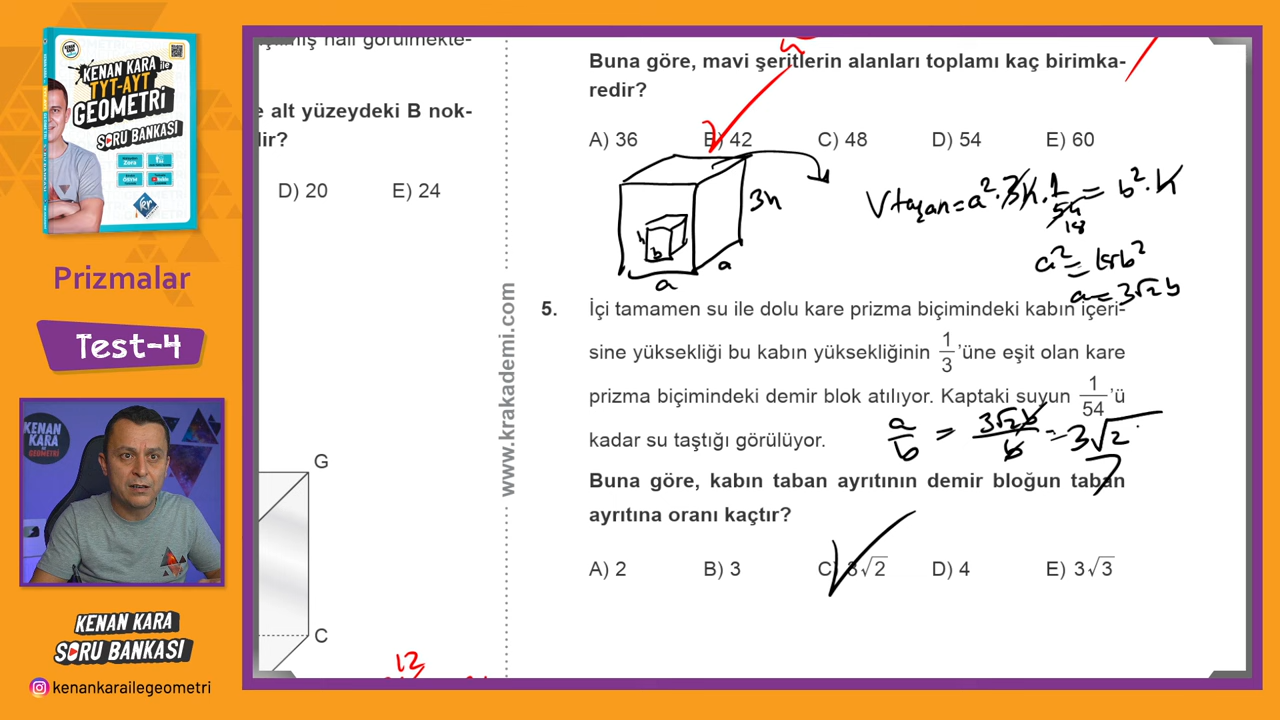 KENAN KARA ile
TYT-AYT
GEOMETRİ
SORU BANKASI
Prizmalar
Test-4
KENAN
KARA
GEOMETRİ
KENAN KARA
SORU BANKASI
kenankarailegeometri
hali görülmekte-
e alt yüzeydeki B nok-
dir?
D) 20 E) 24
G
C
12
www.krakademi.com
Buna göre, mavi şeritlerin alanları toplamı kaç birimka-
redir?
A) 36 B) 42 C) 48 D) 54 E) 60
3h
h
b
a
a
Vtaşan = a² . 3h . 1/54 = b² . h
18
a² = 18b²
a = 3√2 b
5. İçi tamamen su ile dolu kare prizma biçimindeki kabın içeri-
sine yüksekliği bu kabın yüksekliğinin 1/3 'üne eşit olan kare
prizma biçimindeki demir blok atılıyor. Kaptaki suyun 1/54 'ü
kadar su taştığı görülüyor.
a/b = 3√2b/b = 3√2
Buna göre, kabın taban ayrıtının demir bloğun taban
ayrıtına oranı kaçtır?
A) 2 B) 3 C) 3√2 D) 4 E) 3√3